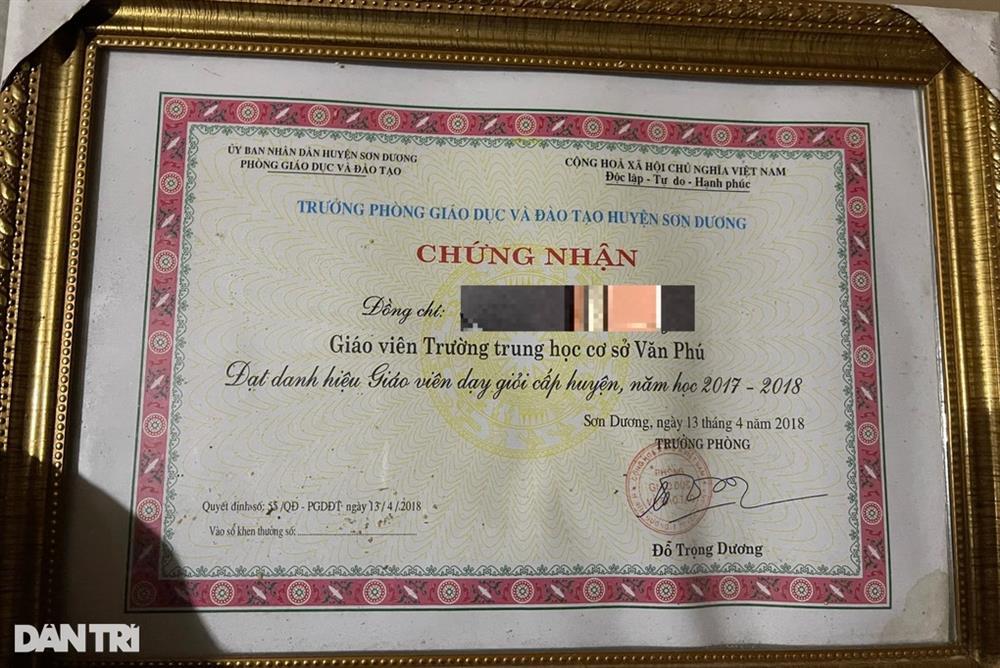 ỦY BAN NHÂN DÂN HUYỆN SƠN DƯƠNG
PHÒNG GIÁO DỤC VÀ ĐÀO TẠO
CỘNG HOÀ XÃ HỘI CHỦ NGHĨA VIỆT NAM
Độc lập - Tự do - Hạnh phúc
TRƯỞNG PHÒNG GIÁO DỤC VÀ ĐÀO TẠO HUYỆN SƠN DƯƠNG
CHỨNG NHẬN
Đồng chí:
Giáo viên Trường trung học cơ sở Văn Phú
Đạt danh hiệu Giáo viên dạy giỏi cấp huyện, năm học 2017 - 2018
Sơn Dương, ngày 13 tháng 4 năm 2018
TRƯỞNG PHÒNG
PHÒNG
GIÁO DỤC
Quyết định số: 55/QĐ - PGDĐT ngày 13/4/2018
Vào sổ khen thưởng số:
Đỗ Trọng Dương
DÂN TRÍ